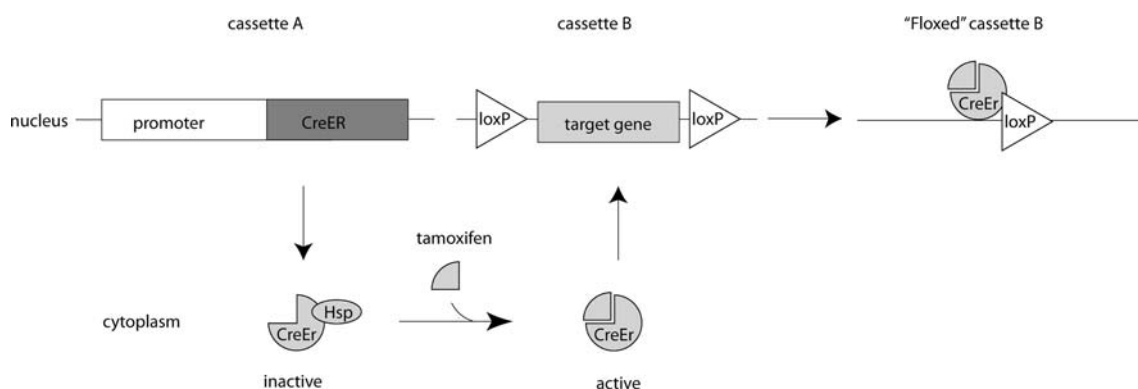 cassette A
cassette B
"Floxed" cassette B
nucleus
promoter
CreER
loxP
target gene
loxP
CreEr
loxP
tamoxifen
cytoplasm
Hsp
CreEr
CreEr
inactive
active